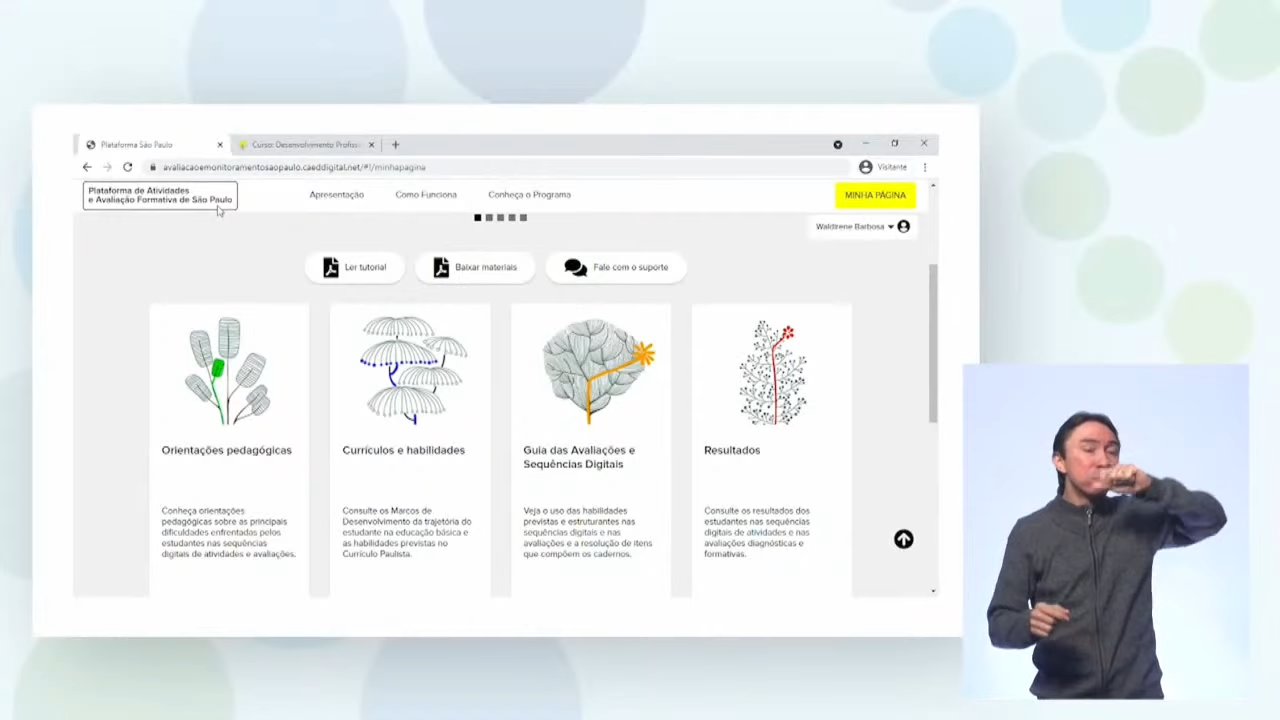 Plataforma São Paulo
Curso: Desenvolvimento Profiss
avaliacaoemonitoramentosaopaulo.caeddigital.net/#!/minhapagina
Visitante
Plataforma de Atividades
e Avaliação Formativa de São Paulo
Apresentação
Como Funciona
Conheça o Programa
MINHA PÁGINA
Waldirene Barbosa
Ler tutorial
Baixar materiais
Fale com o suporte
Orientações pedagógicas
Conheça orientações
pedagógicas sobre as principais
dificuldades enfrentadas pelos
estudantes nas sequências
digitais de atividades e avaliações.
Currículos e habilidades
Consulte os Marcos de
Desenvolvimento da trajetória do
estudante na educação básica e
as habilidades previstas no
Currículo Paulista.
Guia das Avaliações e
Sequências Digitais
Veja o uso das habilidades
previstas e estruturantes nas
sequências digitais e nas
avaliações e a resolução de itens
que compõem os cadernos.
Resultados
Consulte os resultados dos
estudantes nas sequências
digitais de atividades e nas
avaliações diagnósticas e
formativas.